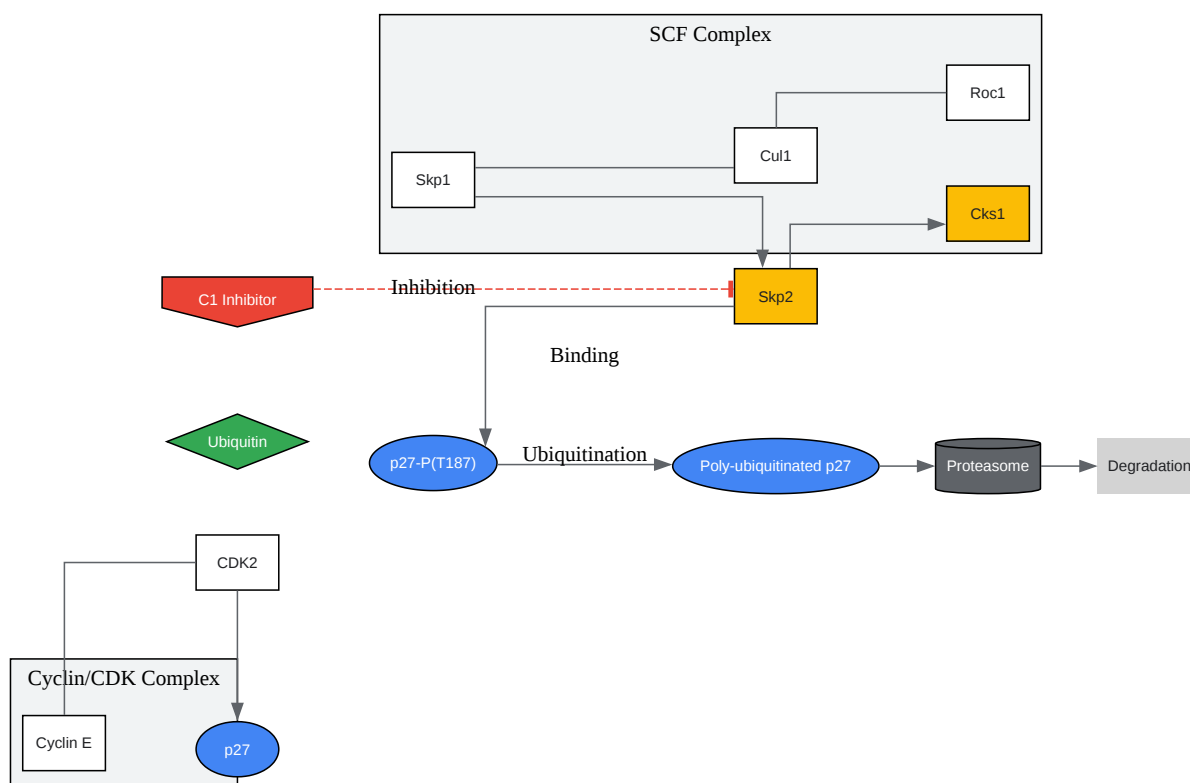 SCF Complex
Roc1
Cul1
Skp1
Cks1
Skp2
C1 Inhibitor
Inhibition
Binding
Ubiquitin
p27-P(T187)
Ubiquitination
Poly-ubiquitinated p27
Proteasome
Degradation
CDK2
Cyclin/CDK Complex
Cyclin E
p27